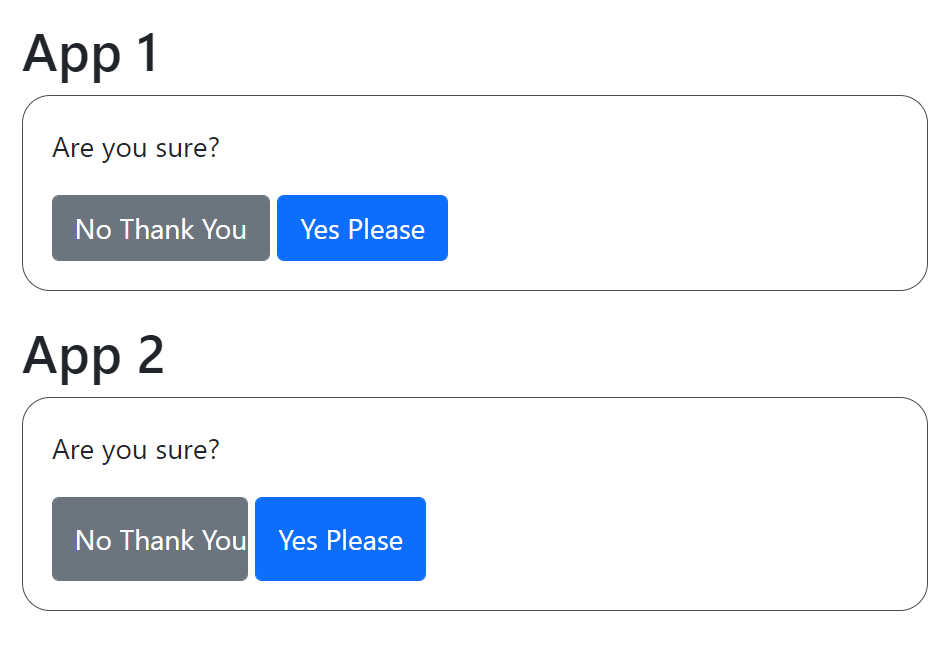 App 1
Are you sure?
No Thank You Yes Please
App 2
Are you sure?
No Thank You Yes Please